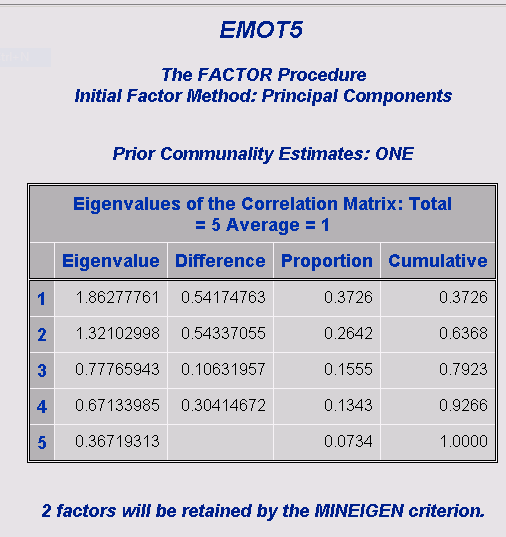 EMOT5
The FACTOR Procedure
Initial Factor Method: Principal Components
Prior Communality Estimates: ONE
Eigenvalues of the Correlation Matrix: Total
= 5 Average = 1
Eigenvalue Difference Proportion Cumulative
1 1.86277761 0.54174763 0.3726 0.3726
2 1.32102998 0.54337055 0.2642 0.6368
3 0.77765943 0.10631957 0.1555 0.7923
4 0.67133985 0.30414672 0.1343 0.9266
5 0.36719313 0.0734 1.0000
2 factors will be retained by the MINEIGEN criterion.